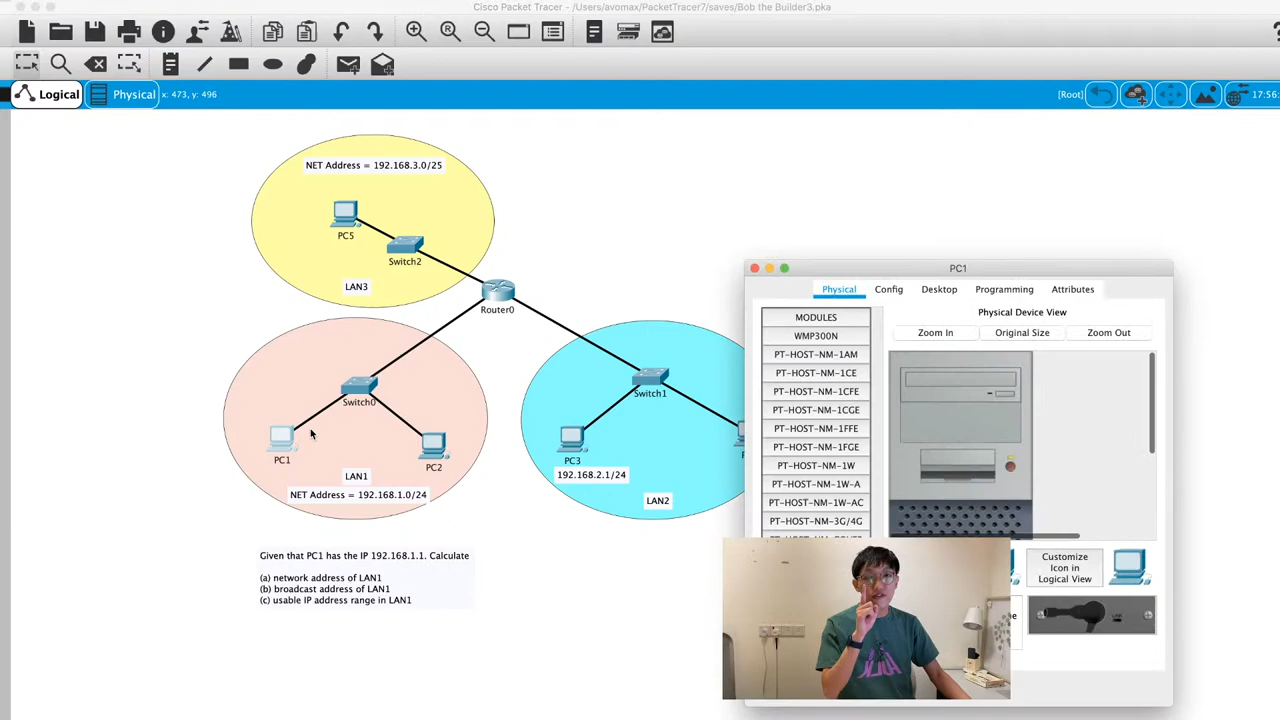 Cisco Packet Tracer - /Users/avomax/PacketTracer7/saves/Bob the Builder3.pka
Logical
Physical
x: 473, y: 496
[Root]
17:56:
NET Address = 192.168.3.0/25
PC5
Switch2
LAN3
Router0
Switch0
PC1
PC2
LAN1
NET Address = 192.168.1.0/24
Switch1
PC3
192.168.2.1/24
LAN2
Given that PC1 has the IP 192.168.1.1. Calculate
(a) network address of LAN1
(b) broadcast address of LAN1
(c) usable IP address range in LAN1
PC1
Physical
Config
Desktop
Programming
Attributes
MODULES
WMP300N
PT-HOST-NM-1AM
PT-HOST-NM-1CE
PT-HOST-NM-1CFE
PT-HOST-NM-1CGE
PT-HOST-NM-1FFE
PT-HOST-NM-1FGE
PT-HOST-NM-1W
PT-HOST-NM-1W-A
PT-HOST-NM-1W-AC
PT-HOST-NM-3G/4G
Physical Device View
Zoom In
Original Size
Zoom Out
Customize
Icon in
Logical View